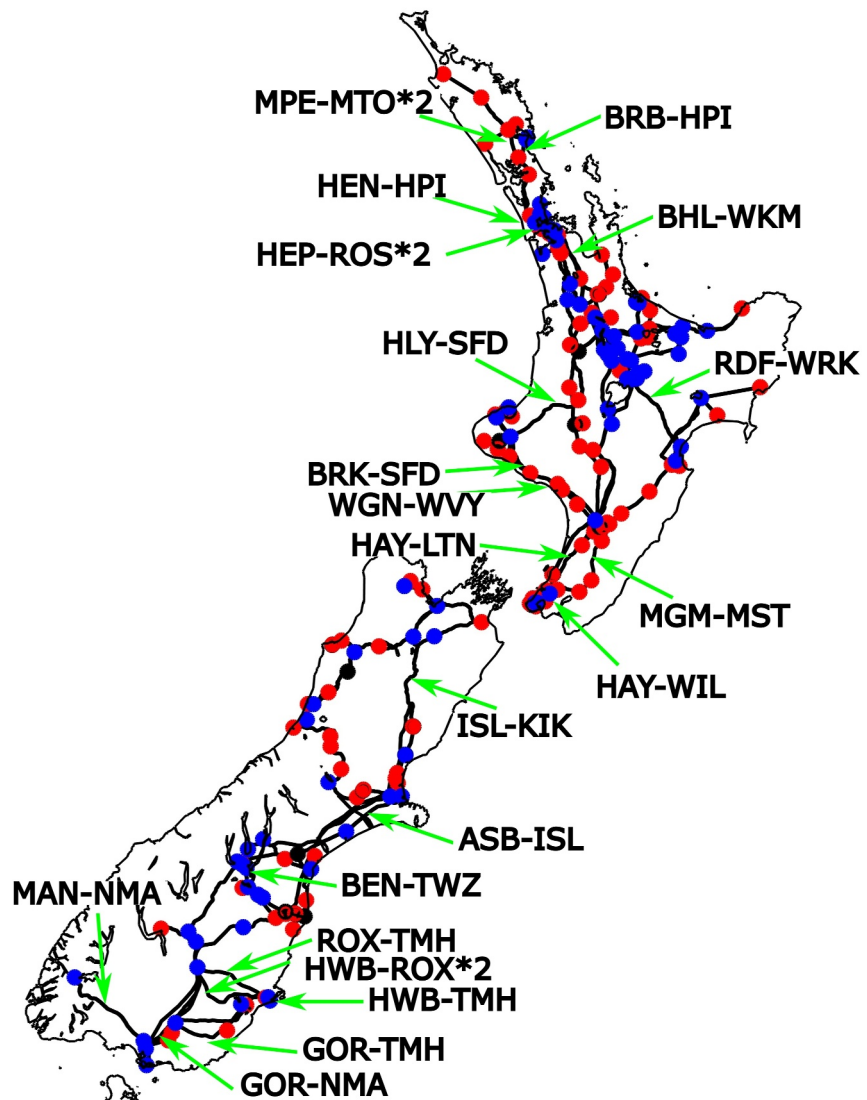 MPE-MTO*2
BRB-HPI
HEN-HPI
BHL-WKM
HEP-ROS*2
HLY-SFD
RDF-WRK
BRK-SFD
WGN-WVY
HAY-LTN
MGM-MST
HAY-WIL
ISL-KIK
ASB-ISL
BEN-TWZ
MAN-NMA
ROX-TMH
HWB-ROX*2
HWB-TMH
GOR-TMH
GOR-NMA